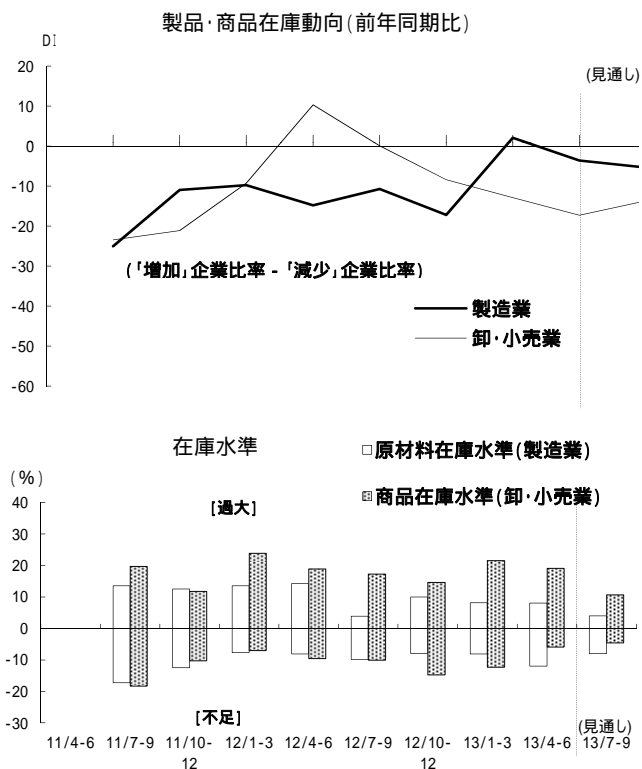 製品・商品在庫動向(前年同期比)
DI
20
(見通し)
10
0
-10
-20
-30
(「増加」企業比率 - 「減少」企業比率)
製造業
-40
卸・小売業
-50
-60
在庫水準
原材料在庫水準(製造業)
(%)
商品在庫水準(卸・小売業)
40
[過大]
30
20
10
0
-10
-20
[不足]
-30
(見通し)
11/4-6 11/7-9 11/10-12 12/1-3 12/4-6 12/7-9 12/10-12 13/1-3 13/4-6 13/7-9